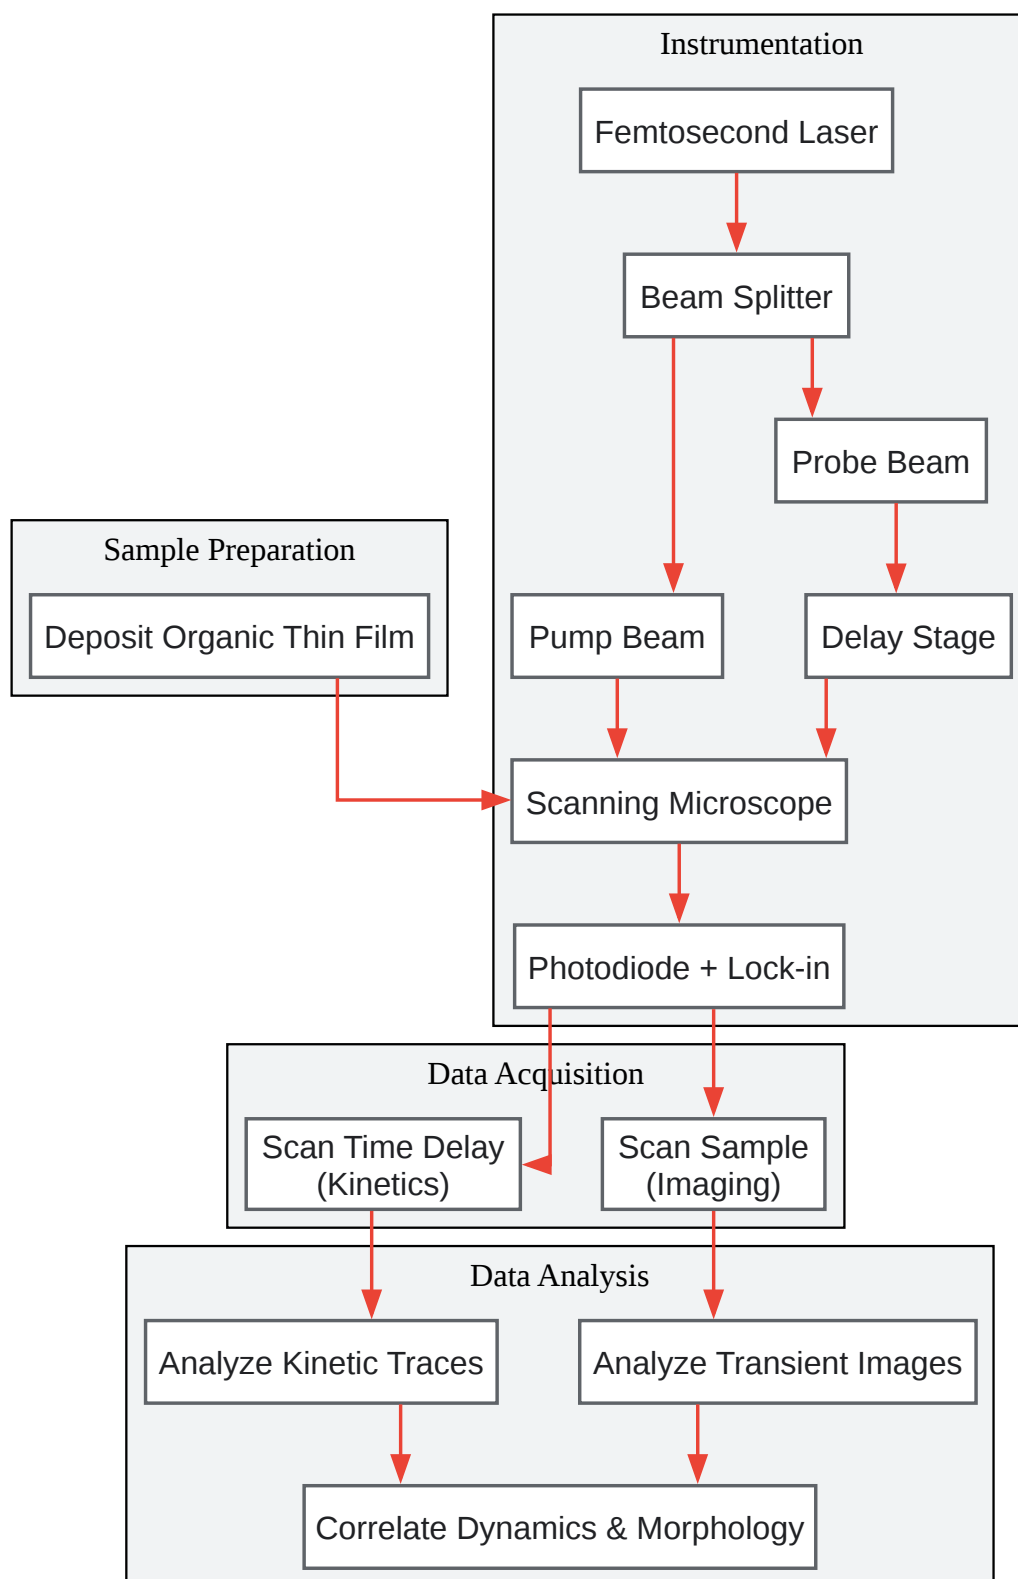 Instrumentation
Femtosecond Laser
Beam Splitter
Probe Beam
Sample Preparation
Deposit Organic Thin Film
Pump Beam
Delay Stage
Scanning Microscope
Photodiode + Lock-in
Data Acquisition
Scan Time Delay
(Kinetics)
Scan Sample
(Imaging)
Data Analysis
Analyze Kinetic Traces
Analyze Transient Images
Correlate Dynamics & Morphology